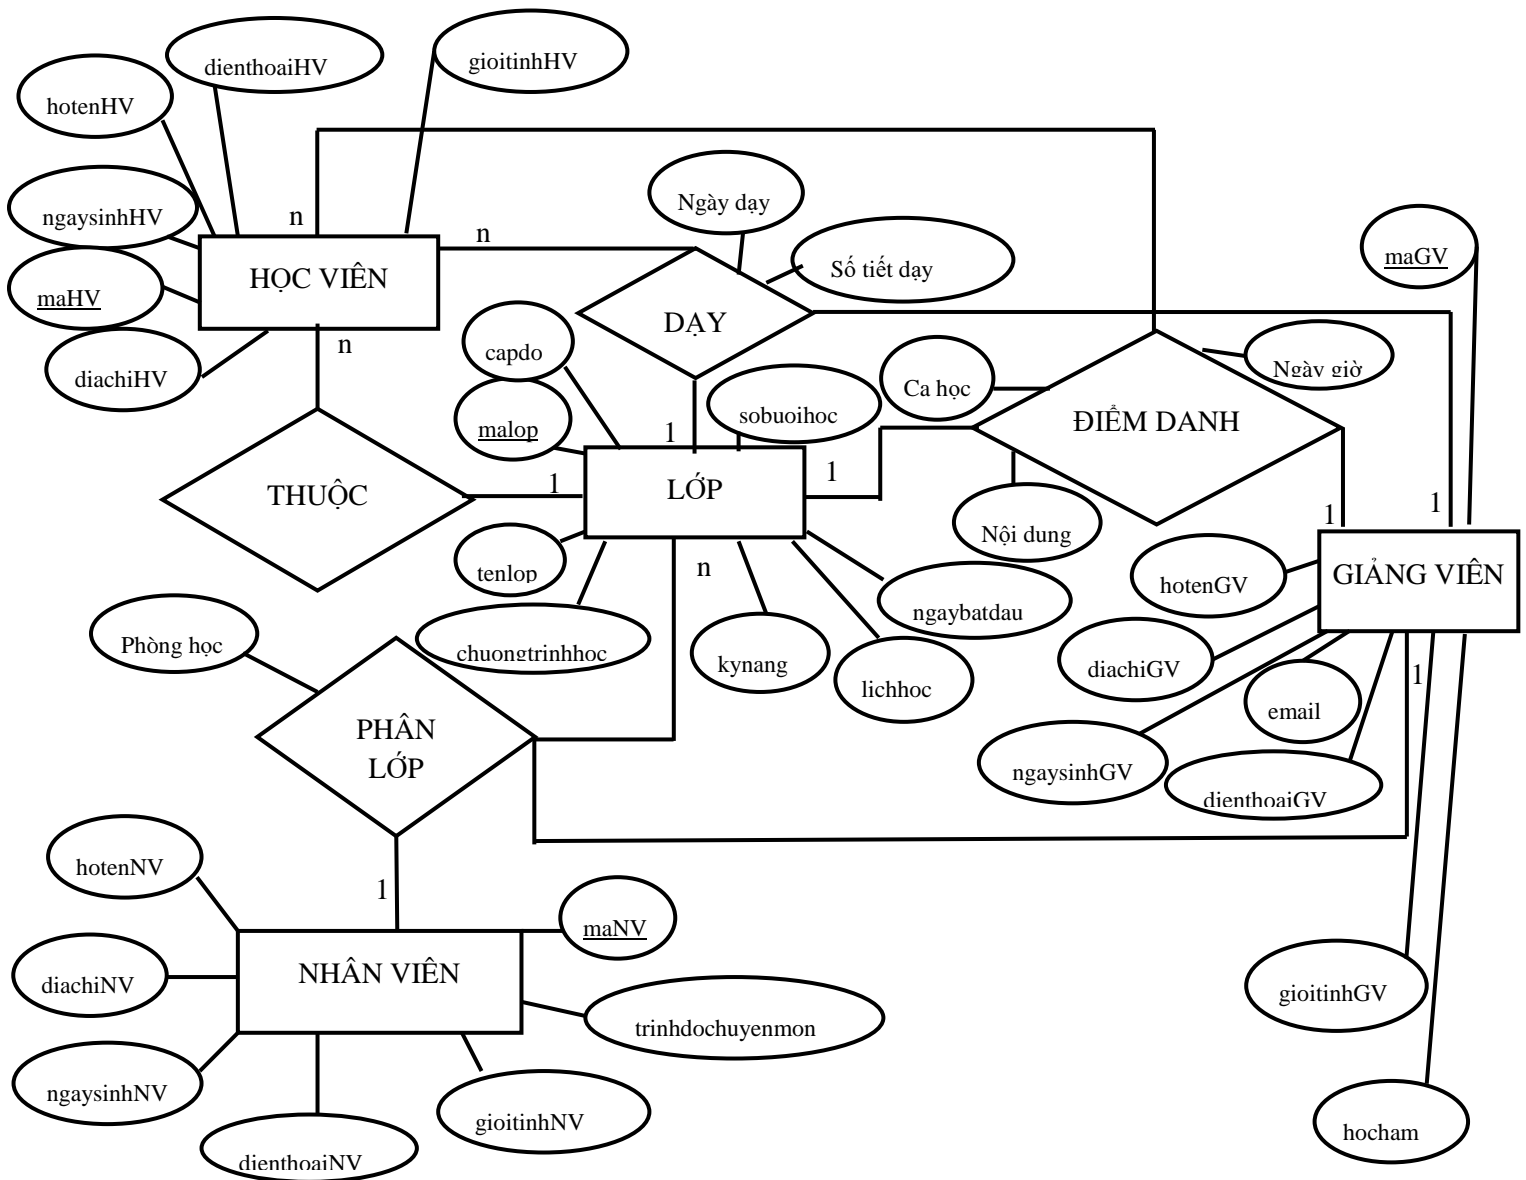 dienthoaiHV
gioitinhHV
hotenHV
ngaysinhHV
n
n
Ngày dạy
maGV
HỌC VIÊN
Số tiết dạy
maHV
DẠY
n
capdo
diachiHV
Ca học
Ngày giờ
malop
sobuoihoc
ĐIỂM DANH
1
1
1
LỚP
THUỘC
1
1
Nội dung
tenlop
n
hotenGV
GIẢNG VIÊN
ngaybatdau
Phòng học
chuongtrinhhoc
kynang
lichhoc
diachiGV
1
email
PHÂN
LỚP
ngaysinhGV
dienthoaiGV
hotenNV
1
maNV
diachiNV
NHÂN VIÊN
gioitinhGV
trinhdochuyenmon
ngaysinhNV
gioitinhNV
hocham
dienthoaiNV